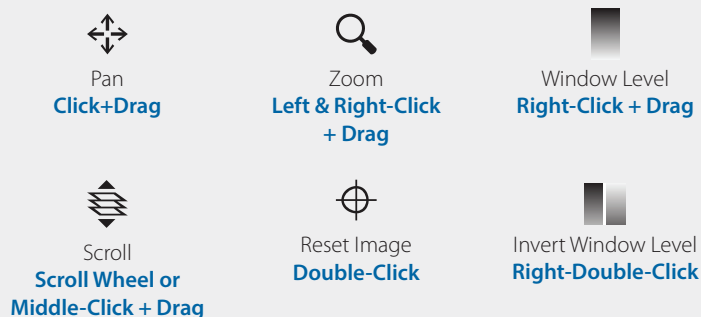 Pan
Click+Drag
Zoom
Left & Right-Click
+ Drag
Window Level
Right-Click + Drag
Scroll
Scroll Wheel or
Middle-Click + Drag
Reset Image
Double-Click
Invert Window Level
Right-Double-Click